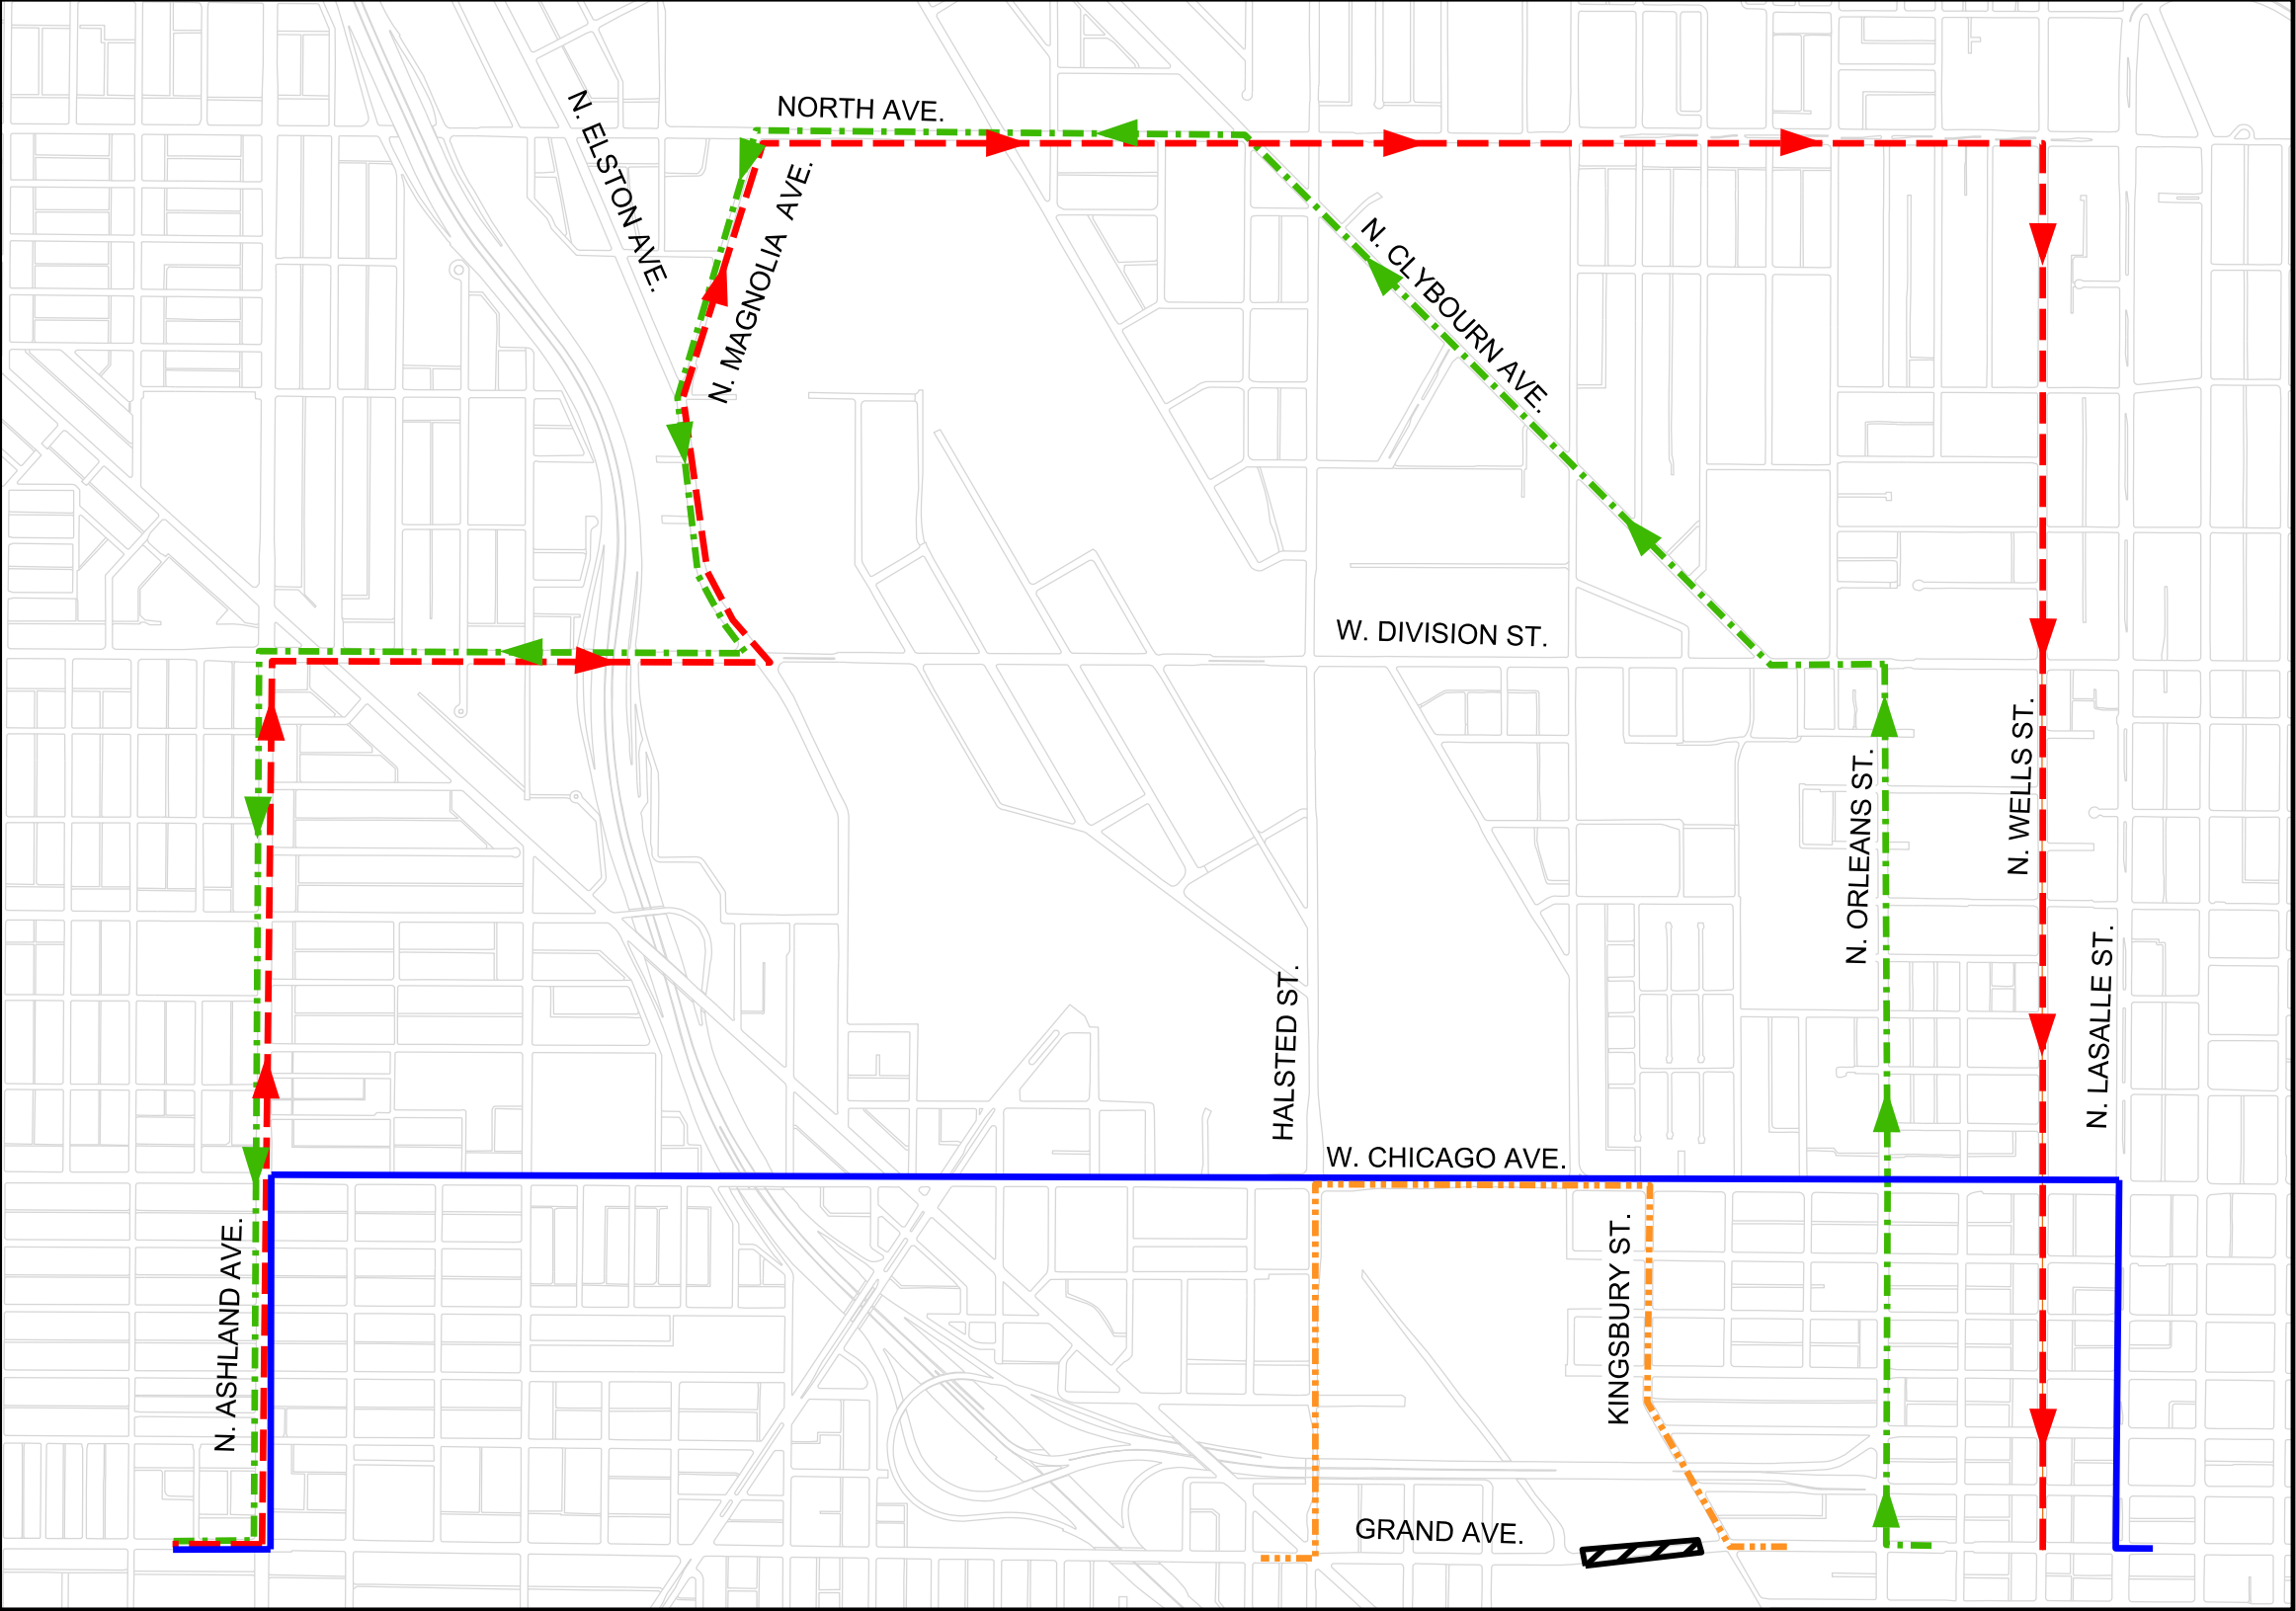 NORTH AVE.
N. ELSTON AVE.
N. MAGNOLIA AVE.
N. CLYBOURN AVE.
W. DIVISION ST.
N. ORLEANS ST.
N. WELLS ST.
HALSTED ST.
N. LASALLE ST.
W. CHICAGO AVE.
N. ASHLAND AVE.
KINGSBURY ST.
GRAND AVE.